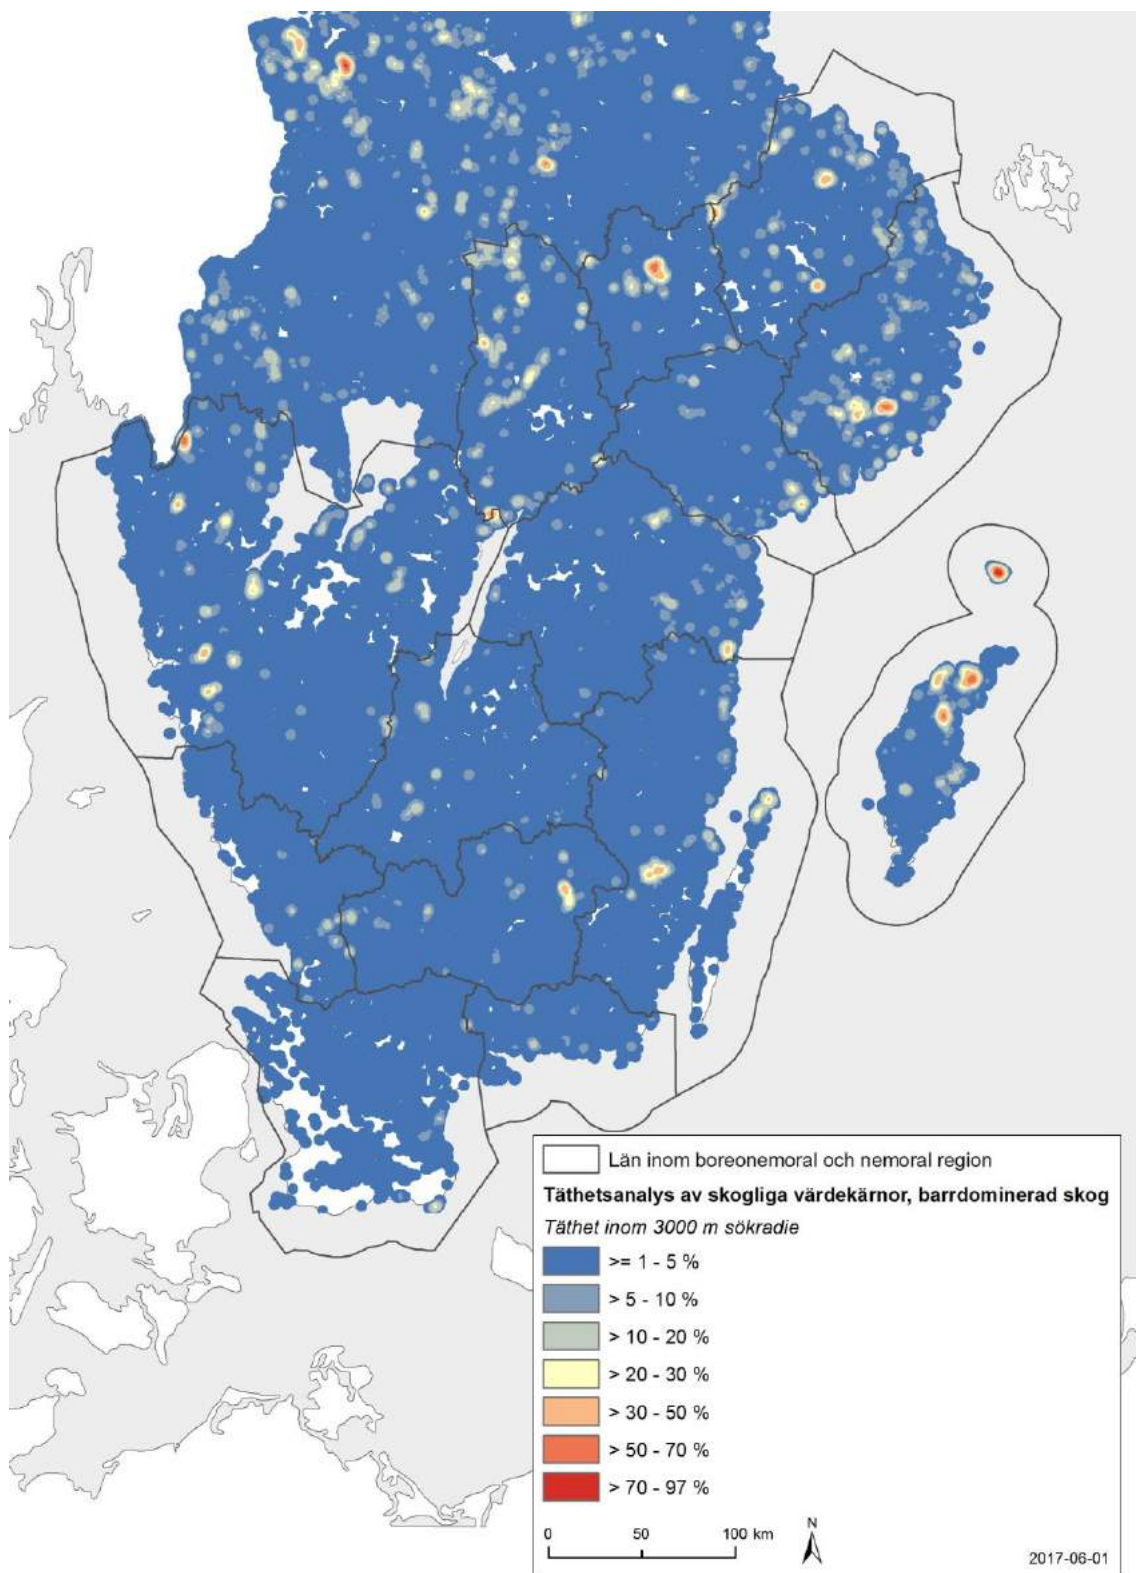 Län inom boreonemoral och nemoral region
Täthetsanalys av skogliga värdekärnor, barrdominerad skog
Täthet inom 3000 m sökradie
>= 1 - 5 %
> 5 - 10 %
> 10 - 20 %
> 20 - 30 %
> 30 - 50 %
> 50 - 70 %
> 70 - 97 %
0 50 100 km
N
2017-06-01